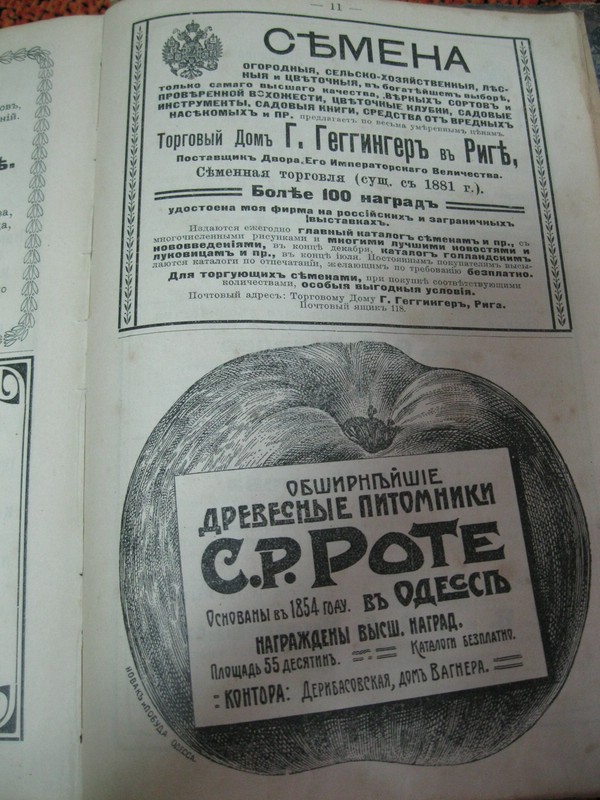 — 11 —
СѢМЕНА
ОГОРОДНЫЯ, СЕЛЬСКО-ХОЗЯЙСТВЕННЫЯ, ЛѢС-
НЫЯ и ЦВѢТОЧНЫЯ, въ богатѣйшемъ выборѣ,
только самаго высшаго качества, ВѢРНЫХЪ СОРТОВЪ и
ПРОВѢРЕННОЙ ВСХОЖЕСТИ, ЦВѢТОЧНЫЕ КЛУБНИ, САДОВЫЕ
ИНСТРУМЕНТЫ, САДОВЫЯ КНИГИ, СРЕДСТВА ОТЪ ВРЕДНЫХЪ
НАСѢКОМЫХЪ и ПР. предлагаетъ по весьма умѣреннымъ цѣнамъ.
Торговый Домъ Г. Геггингеръ въ Ригѣ,
Поставщикъ Двора Его Императорскаго Величества.
Сѣменная торговля (сущ. съ 1881 г.).
Болѣе 100 наградъ
удостоена моя фирма на россійскихъ и заграничныхъ
выставкахъ.
Издаются ежегодно главный каталогъ сѣменамъ и пр., съ
многочисленными рисунками и многими лучшими новостями и
нововведеніями, въ концѣ декабря, каталогъ голландскимъ
луковицамъ и пр., въ концѣ іюля. Постояннымъ покупателямъ высы-
лаются каталоги по отпечатаніи, желающимъ по требованію безплатно.
Для торгующихъ сѣменами, при покупкѣ соотвѣтствующими
количествами, особыя выгодныя условія.
Почтовый адресъ: Торговому Дому Г. Геггингеръ, Рига.
Почтовый ящикъ 118.
ОБШИРНѢЙШІЕ
ДРЕВЕСНЫЕ ПИТОМНИКИ
С.Р. РОТЕ
ОСНОВАНЫ ВЪ 1854 ГОДУ. ВЪ ОДЕССѢ
НАГРАЖДЕНЫ ВЫСШ. НАГРАД.
ПЛОЩАДЬ 55 ДЕСЯТИНЪ. КАТАЛОГИ БЕЗПЛАТНО.
КОНТОРА: ДЕРИБАСОВСКАЯ, ДОМЪ ВАГНЕРА.
ОДЕССА